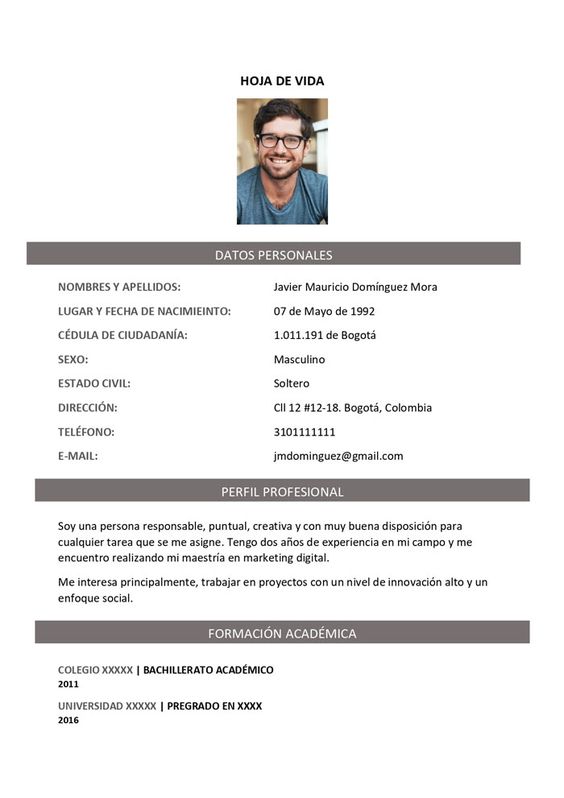 HOJA DE VIDA
DATOS PERSONALES
NOMBRES Y APELLIDOS: Javier Mauricio Domínguez Mora
LUGAR Y FECHA DE NACIMIEINTO: 07 de Mayo de 1992
CÉDULA DE CIUDADANÍA: 1.011.191 de Bogotá
SEXO: Masculino
ESTADO CIVIL: Soltero
DIRECCIÓN: Cll 12 #12-18. Bogotá, Colombia
TELÉFONO: 3101111111
E-MAIL: jmdominguez@gmail.com
PERFIL PROFESIONAL
Soy una persona responsable, puntual, creativa y con muy buena disposición para
cualquier tarea que se me asigne. Tengo dos años de experiencia en mi campo y me
encuentro realizando mi maestría en marketing digital.
Me interesa principalmente, trabajar en proyectos con un nivel de innovación alto y un
enfoque social.
FORMACIÓN ACADÉMICA
COLEGIO XXXXX | BACHILLERATO ACADÉMICO
2011
UNIVERSIDAD XXXXX | PREGRADO EN XXXX
2016